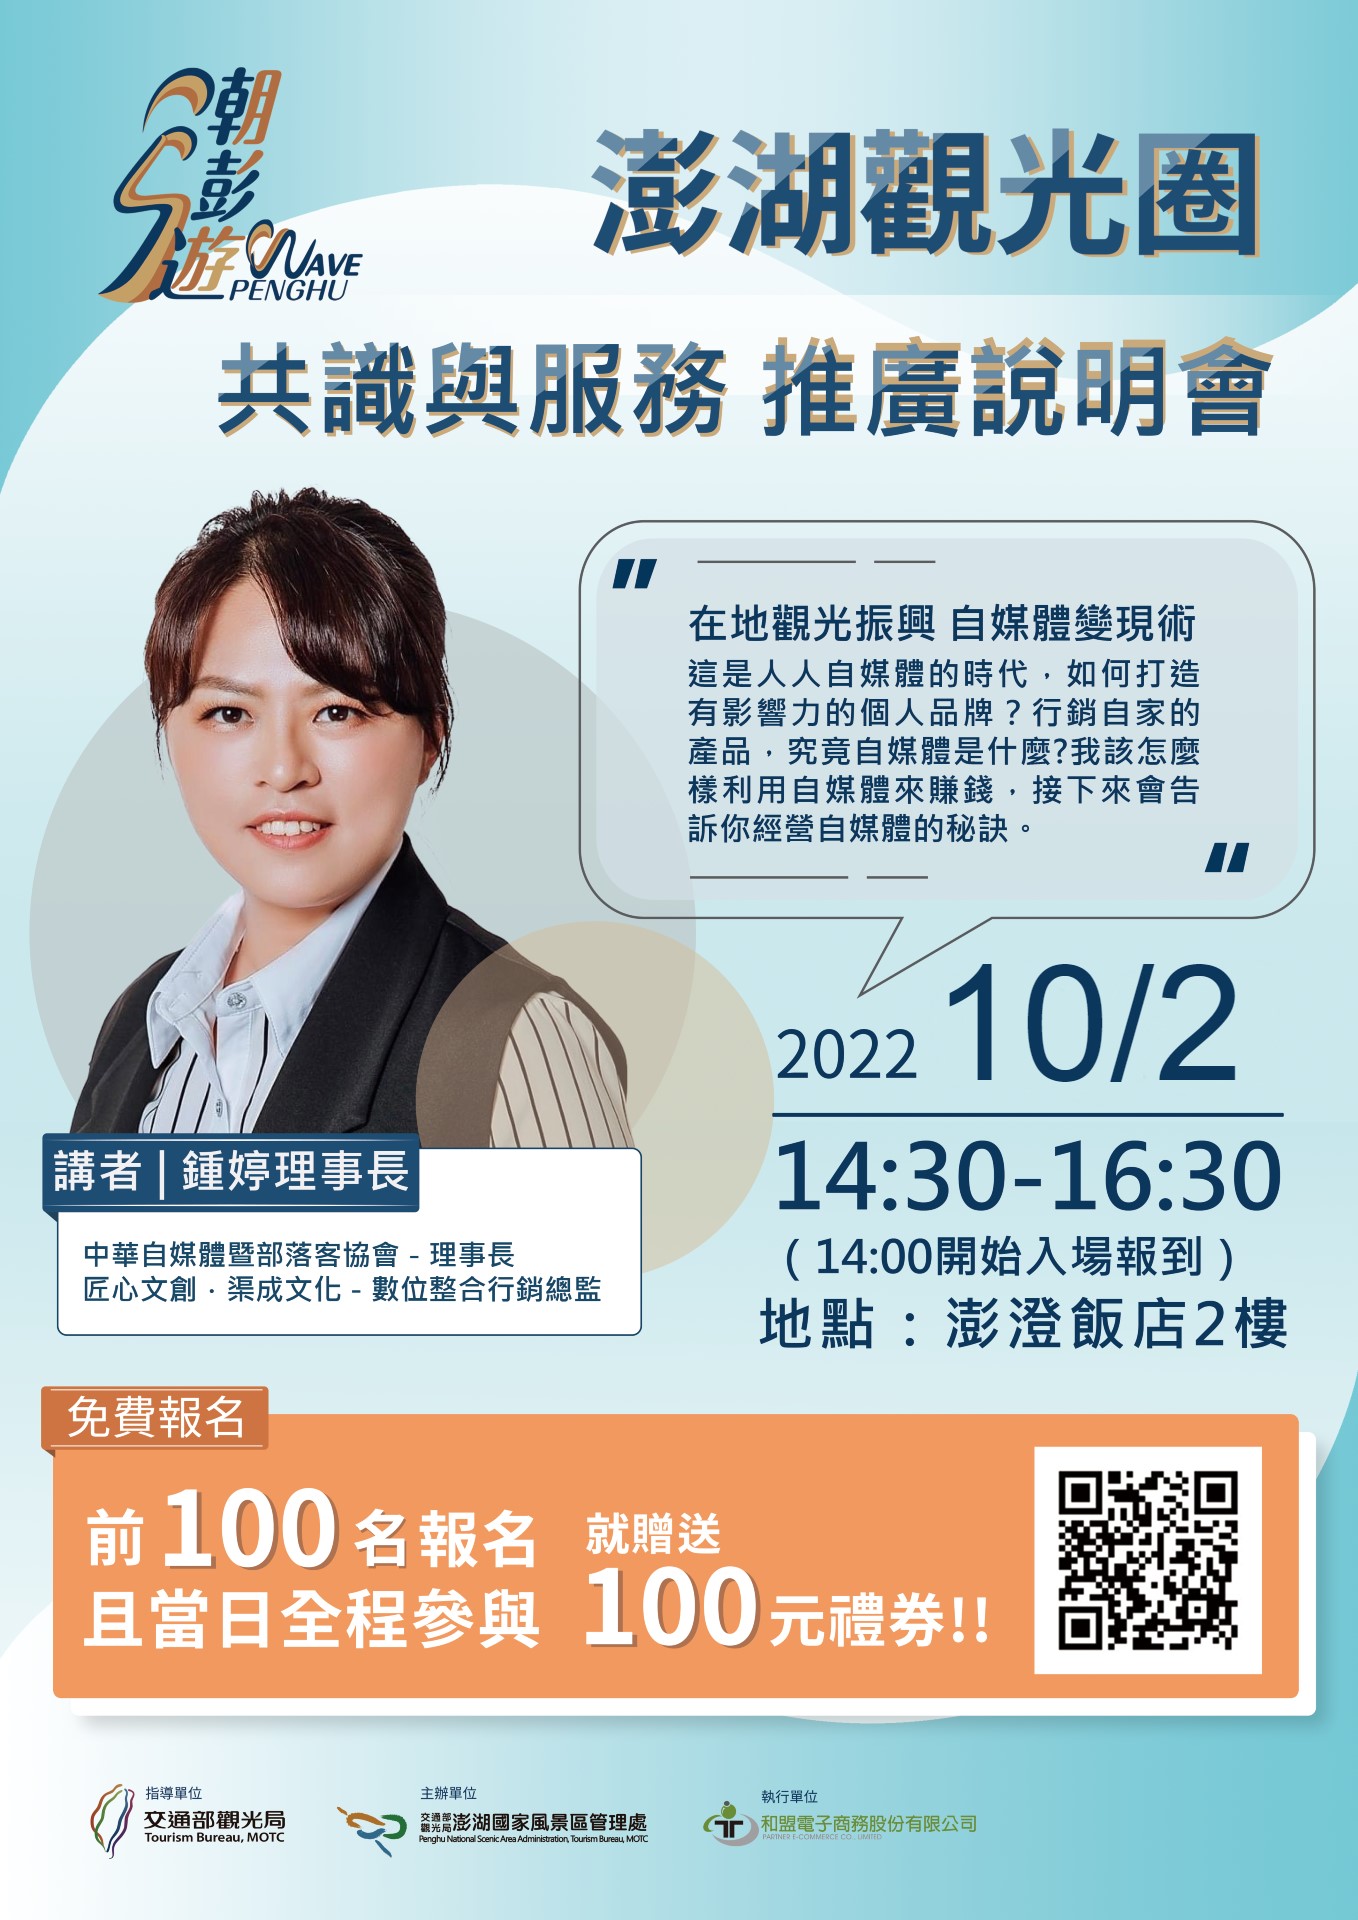 朝彭遊
WAVE
PENGHU
澎湖觀光圈
共識與服務 推廣說明會
在地觀光振興 自媒體變現術
這是人人自媒體的時代，如何打造
有影響力的個人品牌？行銷自家的
產品，究竟自媒體是什麼?我該怎麼
樣利用自媒體來賺錢，接下來會告
訴你經營自媒體的秘訣。
2022 10/2
14:30-16:30
（14:00開始入場報到）
地點：澎澄飯店2樓
講者 | 鍾婷理事長
中華自媒體暨部落客協會 - 理事長
匠心文創．渠成文化 - 數位整合行銷總監
免費報名
前100名報名
且當日全程參與
就贈送
100元禮券!!
指導單位
交通部觀光局
Tourism Bureau, MOTC
主辦單位
交通部觀光局澎湖國家風景區管理處
Penghu National Scenic Area Administration, Tourism Bureau, MOTC
執行單位
和盟電子商務股份有限公司
PARTNER E-COMMERCE CO., LIMITED